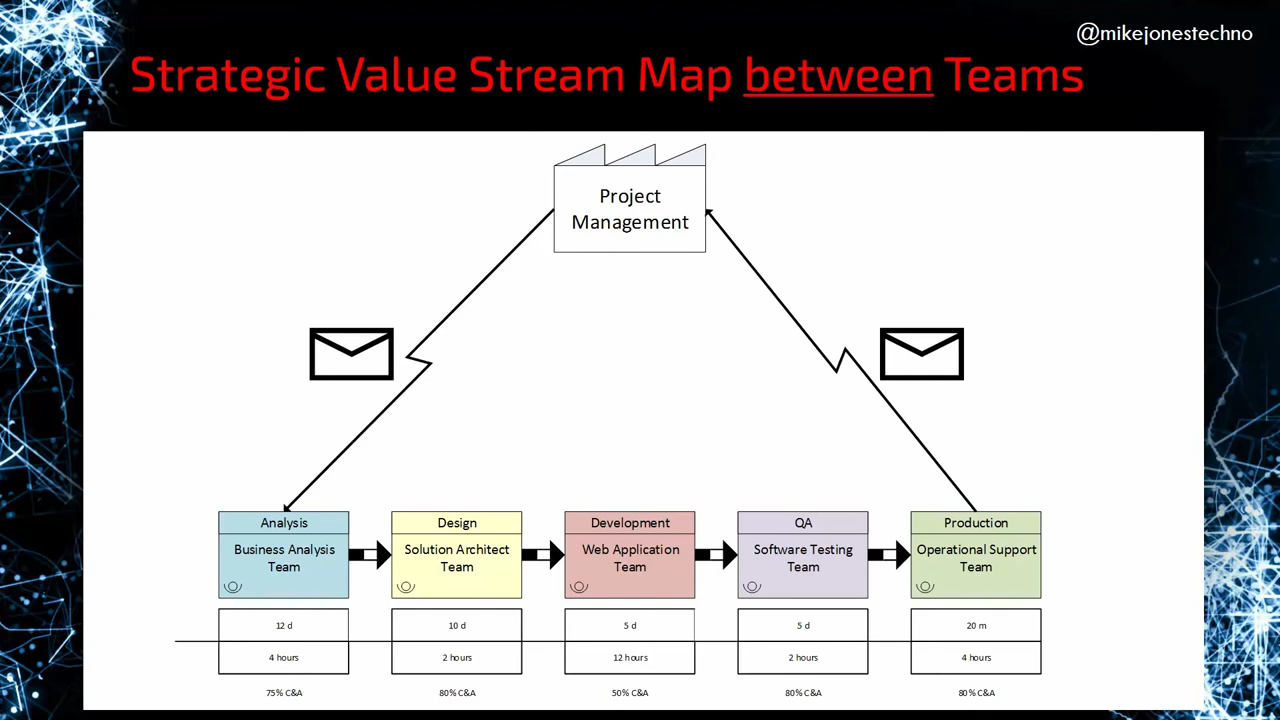 @mikejonestechno
Strategic Value Stream Map between Teams
Project
Management
Analysis
Business Analysis
Team
Design
Solution Architect
Team
Development
Web Application
Team
QA
Software Testing
Team
Production
Operational Support
Team
12 d
10 d
5 d
5 d
20 m
4 hours
2 hours
12 hours
2 hours
4 hours
75% C&A
80% C&A
50% C&A
80% C&A
80% C&A